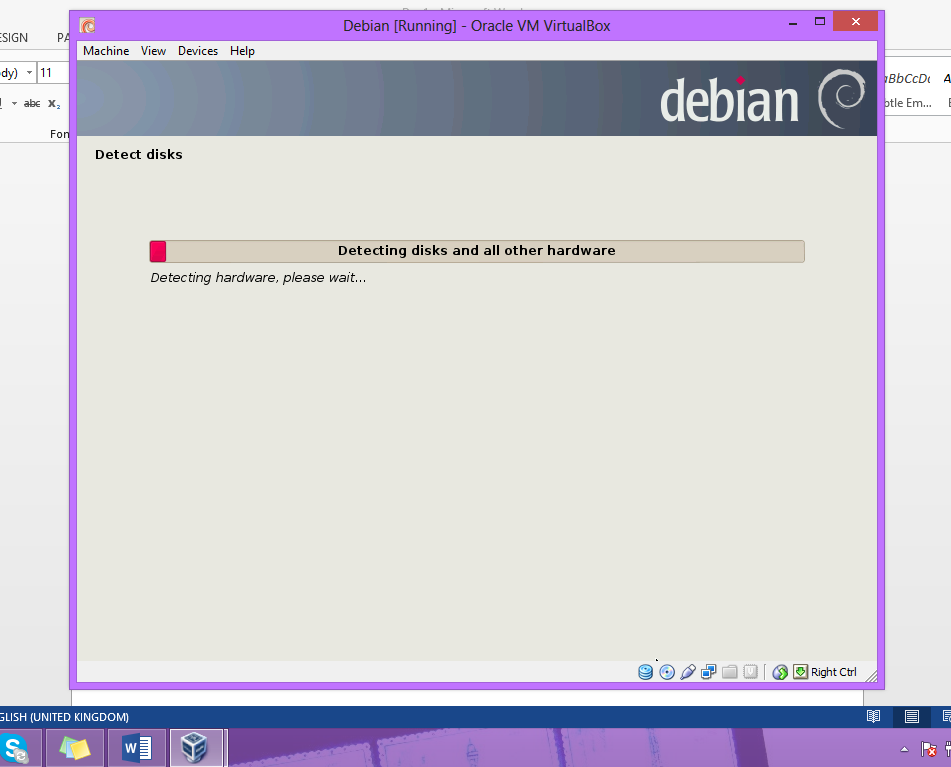 Debian [Running] - Oracle VM VirtualBox
ESIGN PA
Machine View Devices Help
dy) 11
debian
aBbCcDc A
abc X₂
btle Em...
Fon
Detect disks
Detecting disks and all other hardware
Detecting hardware, please wait...
Right Ctrl
GLISH (UNITED KINGDOM)
S
W